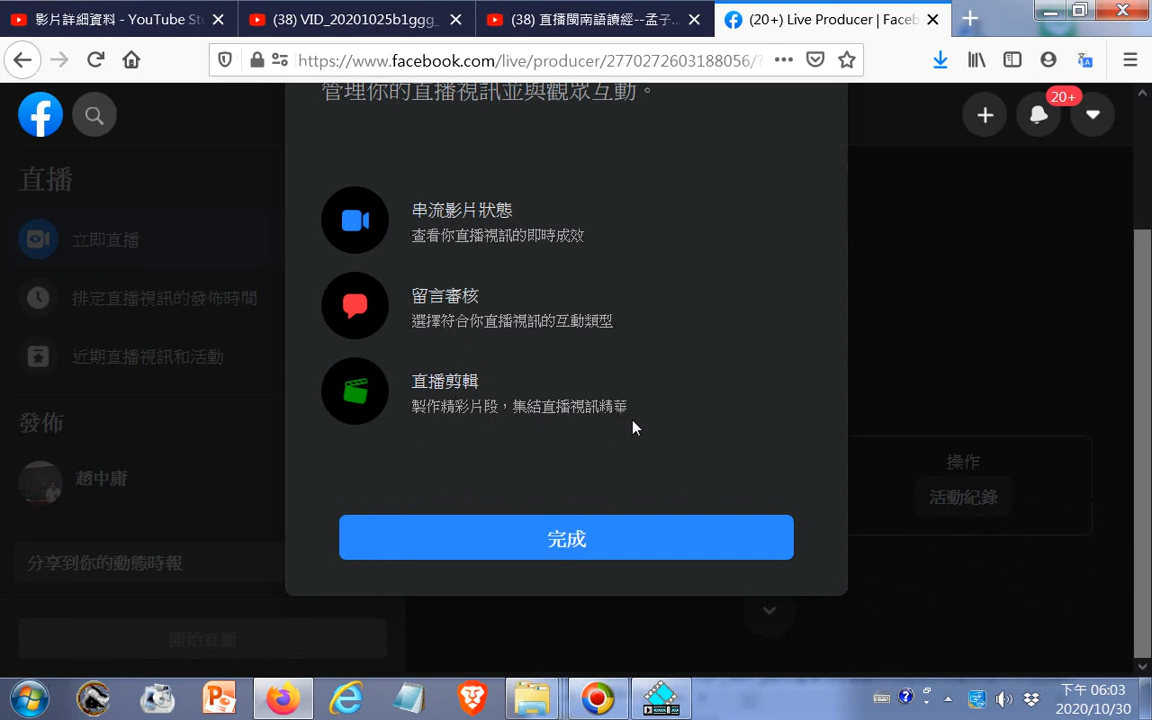 影片詳細資料 - YouTube St
(38) VID_20201025b1ggg_
(38) 直播閩南語讀經--孟子...
(20+) Live Producer | Faceb
https://www.facebook.com/live/producer/2770272603188056/?
20+
管理你的直播視訊並與觀眾互動。
直播
立即直播
排定直播視訊的發佈時間
近期直播視訊和活動
發佈
趙中庸
分享到你的動態時報
開始直播
串流影片狀態
查看你直播視訊的即時成效
留言審核
選擇符合你直播視訊的互動類型
直播剪輯
製作精彩片段，集結直播視訊精華
完成
操作
活動紀錄
下午 06:03
2020/10/30